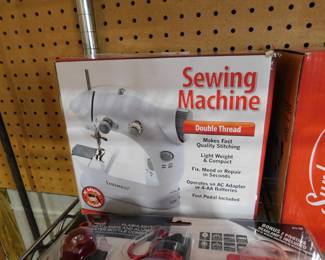 Sewing
Machine
Double Thread
Makes Fast
Quality Stitching
Light Weight
& Compact
Fix, Mend or Repair
in Seconds
Operates on AC Adapter
or 4-AA Batteries
Foot Pedal Included